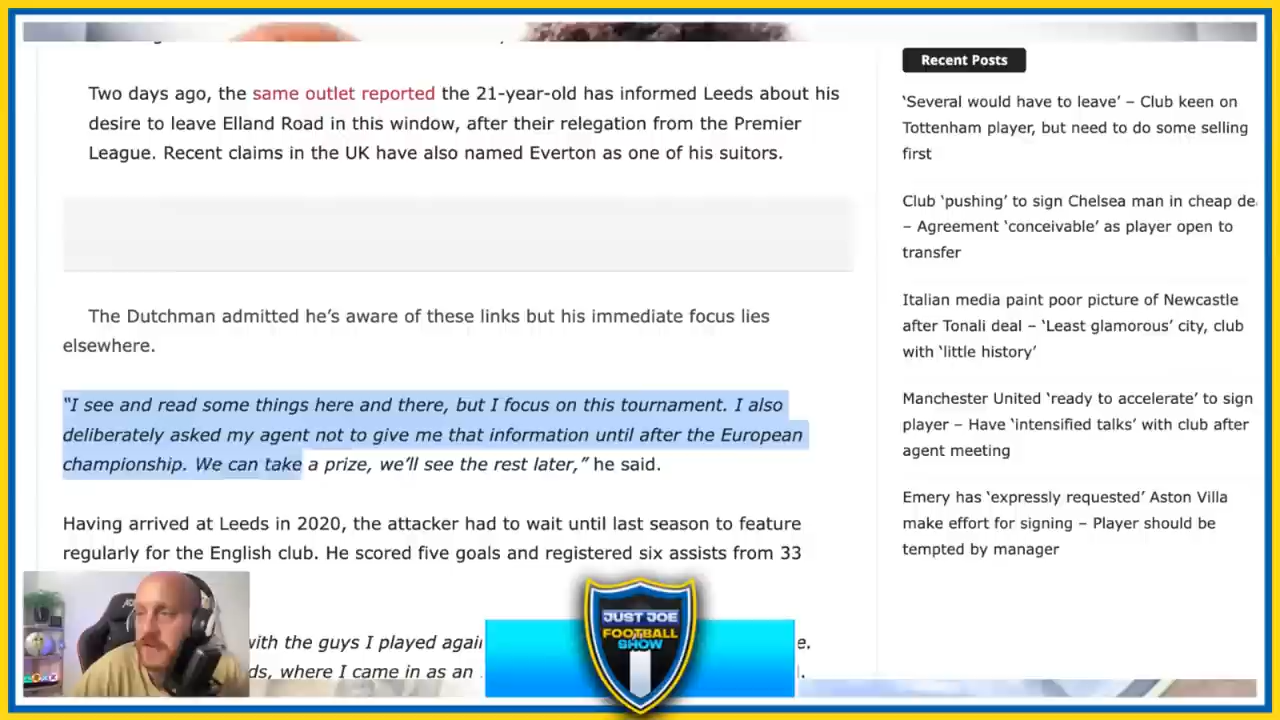 Two days ago, the same outlet reported the 21-year-old has informed Leeds about his
desire to leave Elland Road in this window, after their relegation from the Premier
League. Recent claims in the UK have also named Everton as one of his suitors.
The Dutchman admitted he’s aware of these links but his immediate focus lies
elsewhere.
“I see and read some things here and there, but I focus on this tournament. I also
deliberately asked my agent not to give me that information until after the European
championship. We can take a prize, we’ll see the rest later,” he said.
Having arrived at Leeds in 2020, the attacker had to wait until last season to feature
regularly for the English club. He scored five goals and registered six assists from 33
with the guys I played
where I came in as an
Recent Posts
‘Several would have to leave’ – Club keen on
Tottenham player, but need to do some selling
first
Club ‘pushing’ to sign Chelsea man in cheap
– Agreement ‘conceivable’ as player open to
transfer
Italian media paint poor picture of Newcastle
after Tonali deal – ‘Least glamorous’ city, club
with ‘little history’
Manchester United ‘ready to accelerate’ to sign
player – Have ‘intensified talks’ with club after
agent meeting
Emery has ‘expressly requested’ Aston Villa
make effort for signing – Player should be
tempted by manager
JUST JOE
FOOTBALL
SHOW